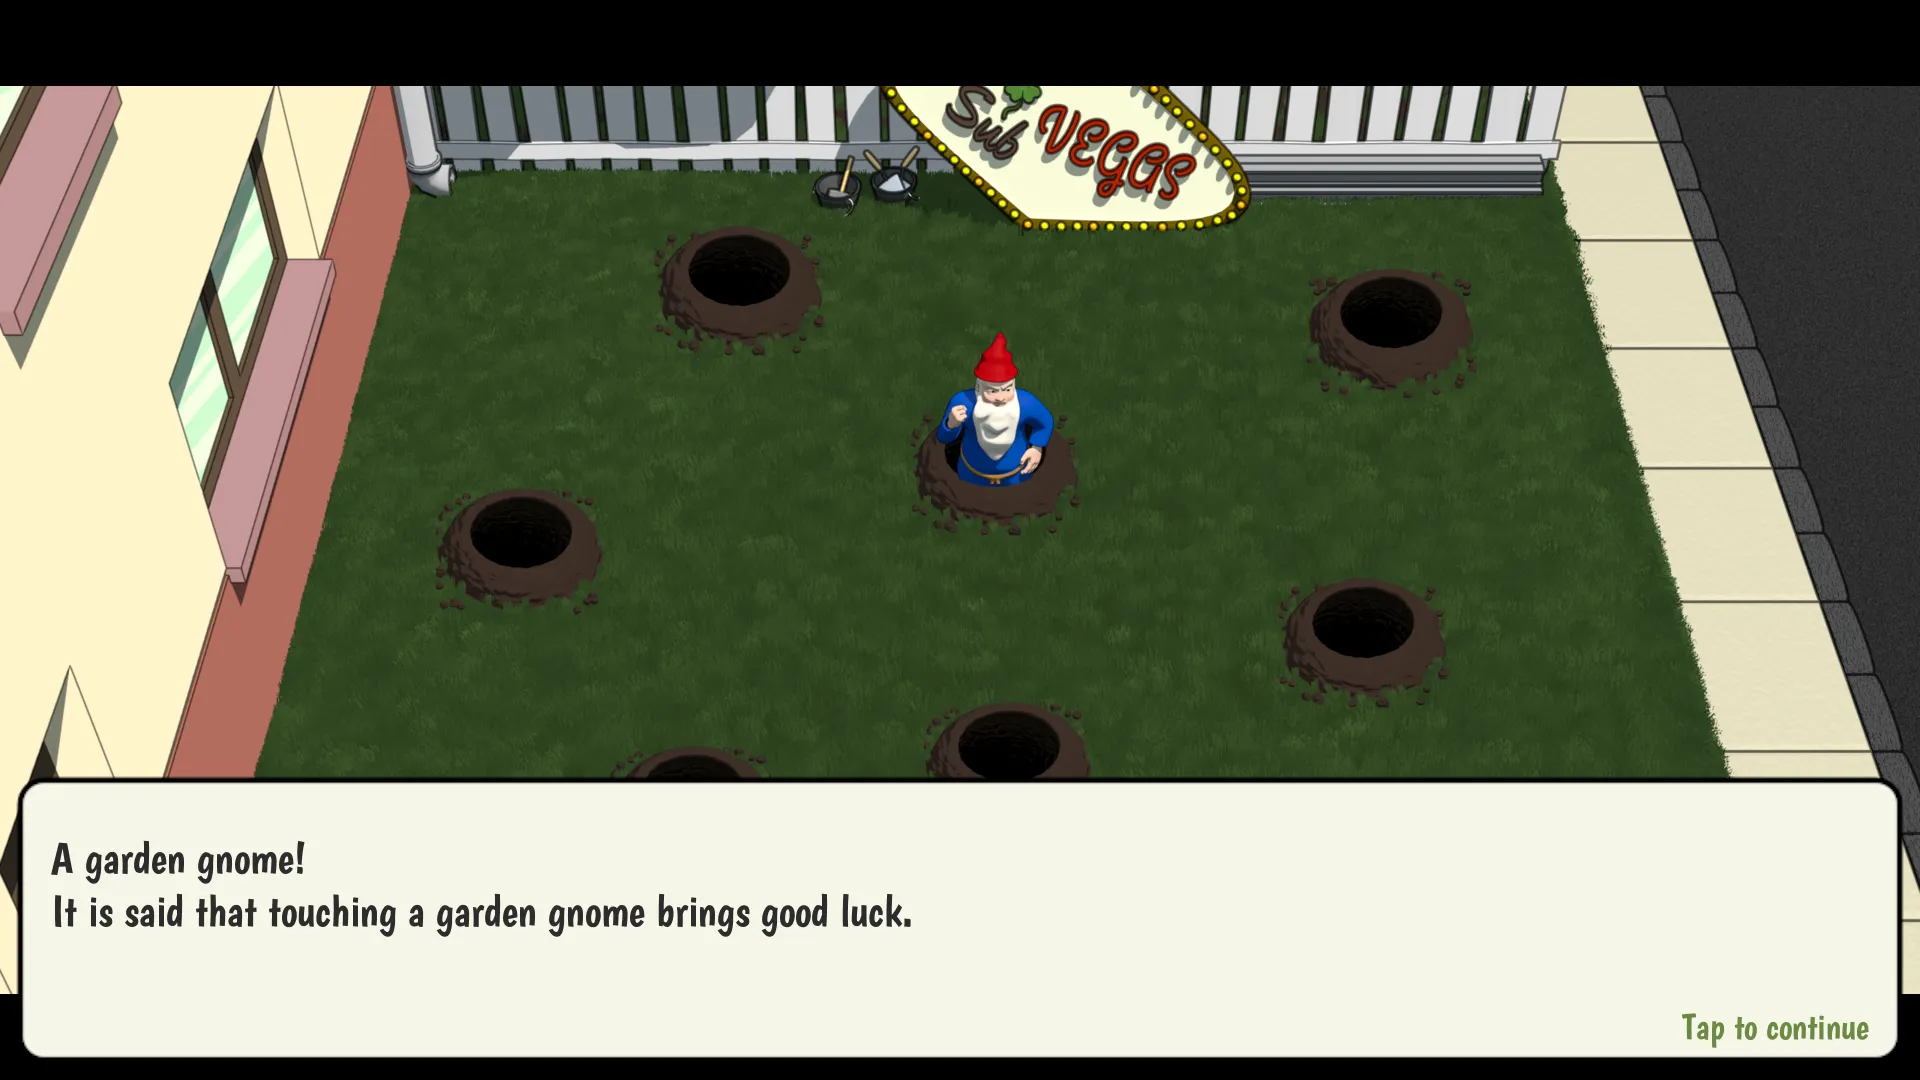 Sub VEGAS
A garden gnome!
It is said that touching a garden gnome brings good luck.
Tap to continue